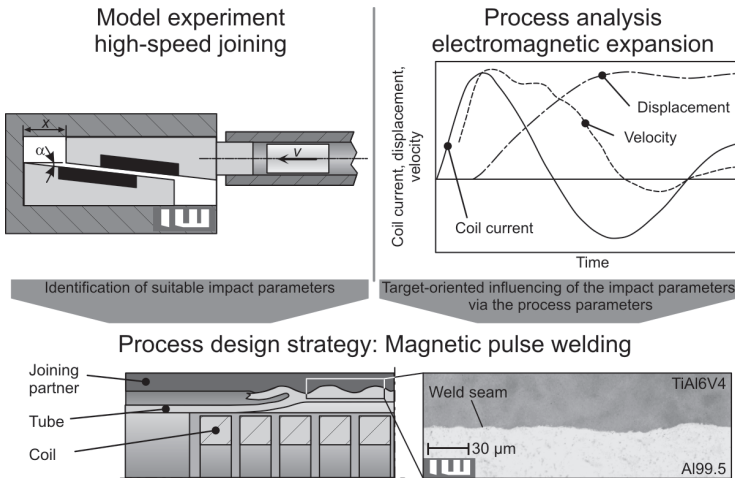 Model experiment
high-speed joining
x
α
v
Identification of suitable impact parameters
Process analysis
electromagnetic expansion
Coil current, displacement,
velocity
Displacement
Velocity
Coil current
Time
Target-oriented influencing of the impact parameters
via the process parameters
Process design strategy: Magnetic pulse welding
Joining
partner
Tube
Coil
Weld seam
TiAl6V4
30 µm
Al99.5